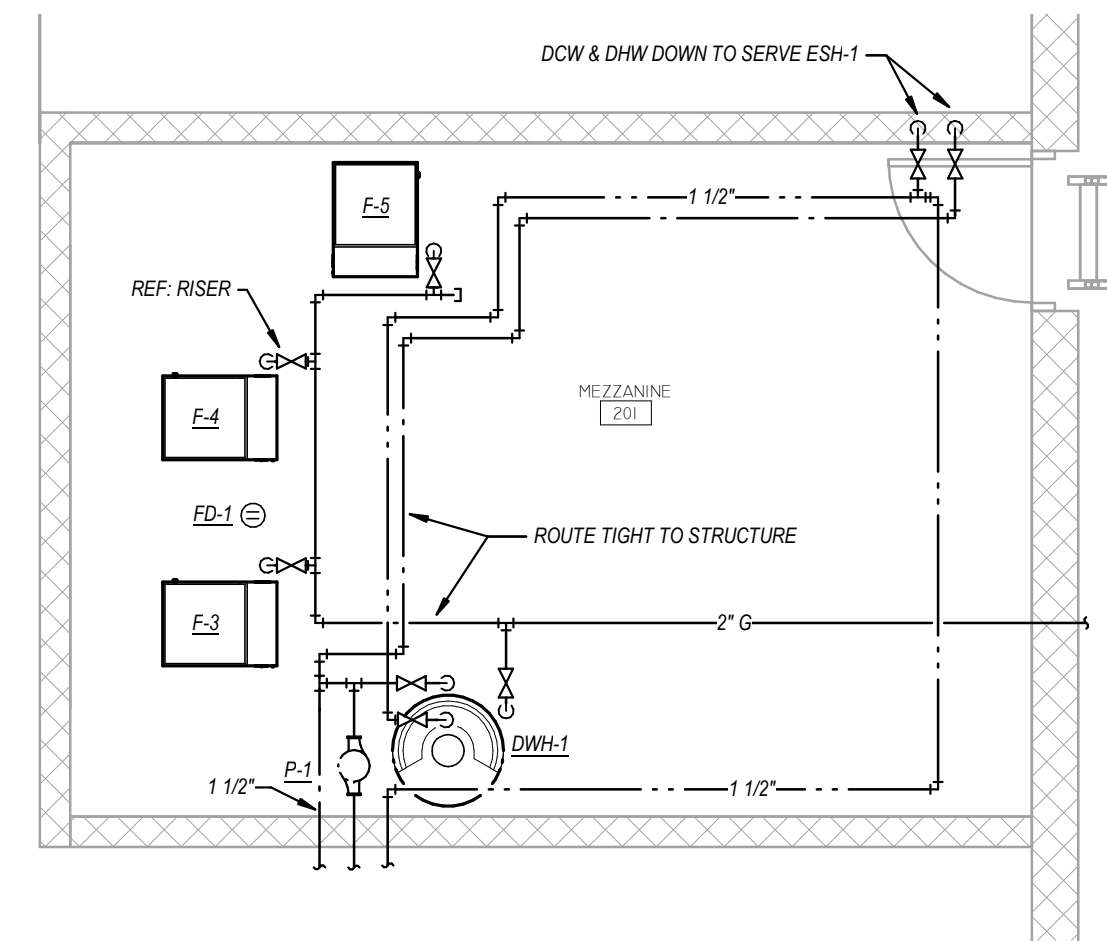 DCW & DHW DOWN TO SERVE ESH-1
F-5
1 1/2"
REF: RISER
MEZZANINE
201
F-4
FD-1
ROUTE TIGHT TO STRUCTURE
F-3
2" G
DWH-1
P-1
1 1/2"
1 1/2"